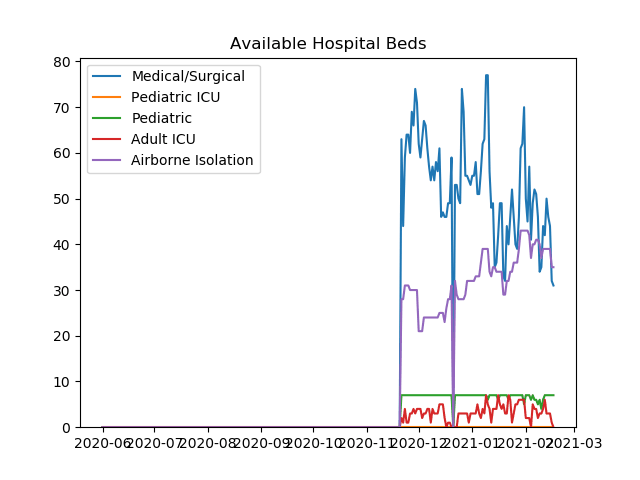 Available Hospital Beds
80
70
60
50
40
30
20
10
0
Medical/Surgical
Pediatric ICU
Pediatric
Adult ICU
Airborne Isolation
2020-06 2020-07 2020-08 2020-09 2020-10 2020-11 2020-12 2021-01 2021-02 2021-03